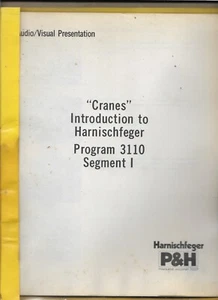 udio/Visual Presentation
"Cranes"
Introduction to
Harnischfeger
Program 3110
Segment I
Harnischfeger
P&H